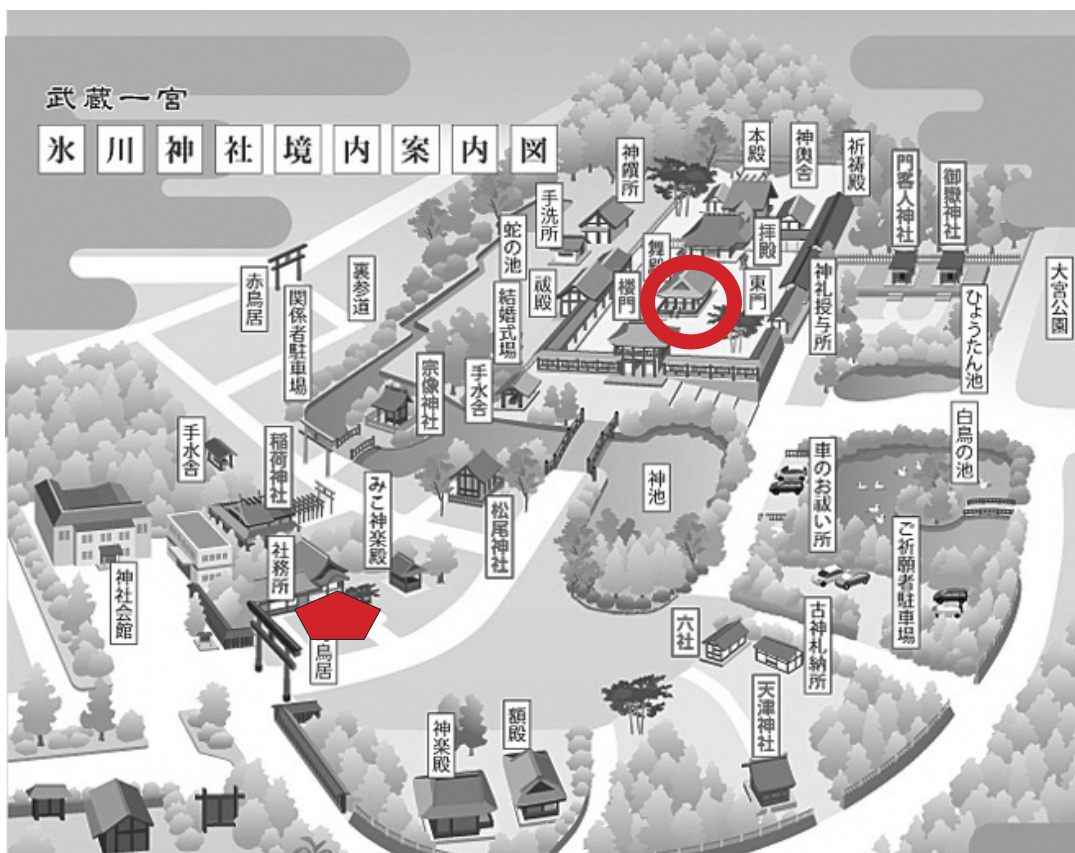 武蔵一宮
氷川神社境内案内図
本殿
神輿舎
祈祷殿
神饌所
門客人神社
御嶽神社
手洗所
蛇の池
拝殿
舞殿
東門
楼門
祓殿
結婚式場
神札授与所
ひょうたん池
大宮公園
赤鳥居
関係者駐車場
裏参道
宗像神社
手水舎
手水舎
稲荷神社
みこ神楽殿
松尾神社
神池
車のお祓い所
白鳥の池
ご祈願者駐車場
社務所
神社会館
鳥居
六社
古神札納所
天津神社
神楽殿
額殿